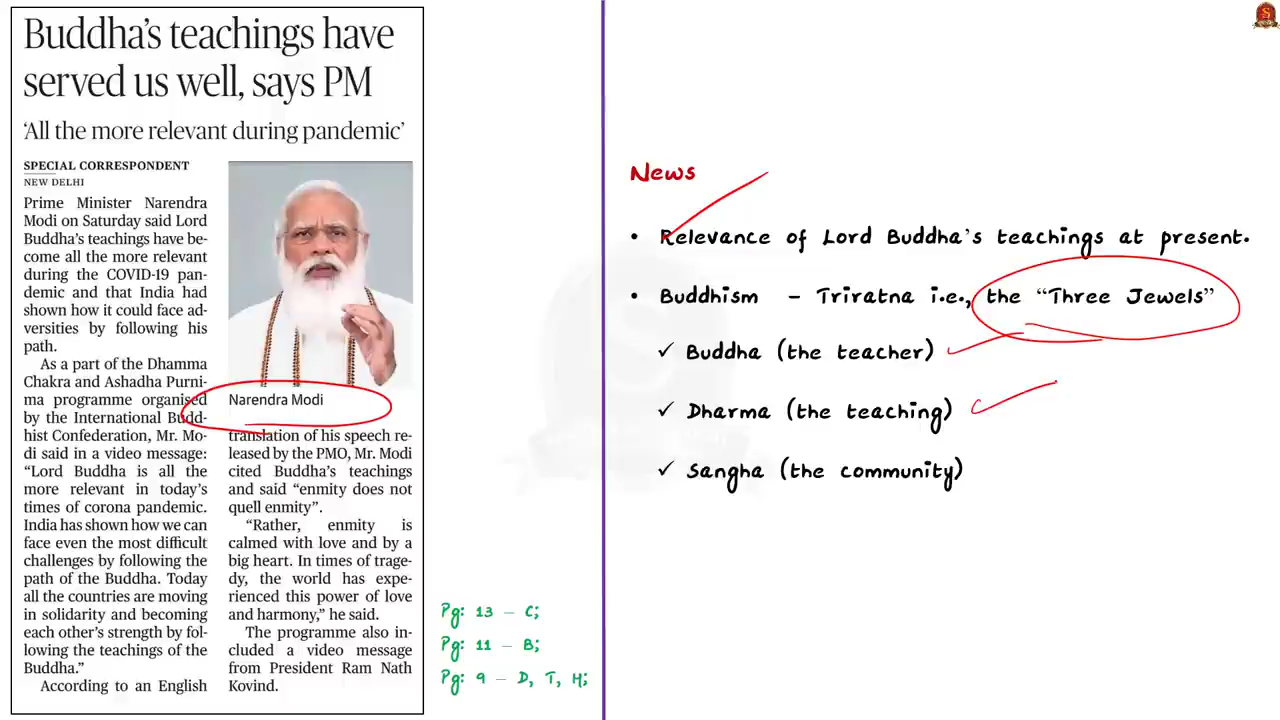 Buddha's teachings have
served us well, says PM
'All the more relevant during pandemic'
SPECIAL CORRESPONDENT
NEW DELHI
Prime Minister Narendra
Modi on Saturday said Lord
Buddha's teachings have be-
come all the more relevant
during the COVID-19 pan-
demic and that India had
shown how it could face ad-
versities by following his
path.
As a part of the Dhamma
Chakra and Ashadha Purni-
ma programme organised
by the International Budd-
hist Confederation, Mr. Mo-
di said in a video message:
“Lord Buddha is all the
more relevant in today's
times of corona pandemic.
India has shown how we can
face even the most difficult
challenges by following the
path of the Buddha. Today
all the countries are moving
in solidarity and becoming
each other's strength by fol-
lowing the teachings of the
Buddha.”
According to an English
Narendra Modi
translation of his speech re-
leased by the PMO, Mr. Modi
cited Buddha's teachings
and said “enmity does not
quell enmity”.
“Rather, enmity is
calmed with love and by a
big heart. In times of trage-
dy, the world has expe-
rienced this power of love
and harmony,” he said.
The programme also in-
cluded a video message
from President Ram Nath
Kovind.
Pg: 13 – C;
Pg: 11 – B;
Pg: 9 – D, T, H;
News
• Relevance of Lord Buddha's teachings at present.
• Buddhism – Triratna i.e., the “Three Jewels”
✓ Buddha (the teacher)
✓ Dharma (the teaching)
✓ Sangha (the community)